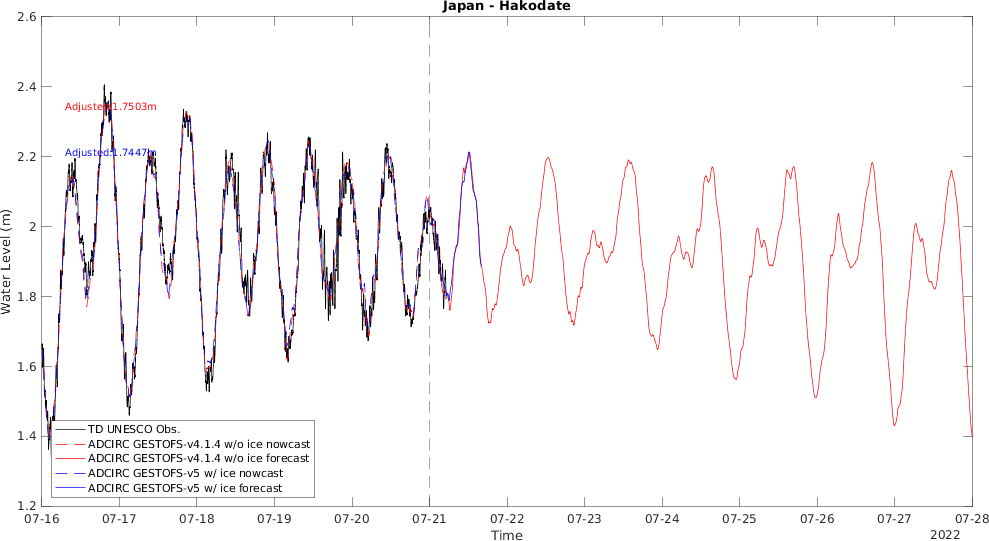 Japan - Hakodate
2.6
2.4
2.2
2
1.8
1.6
1.4
1.2
Water Level (m)
Adjusted:1.7503m
Adjusted:1.7447m
TD UNESCO Obs.
ADCIRC GESTOFS-v4.1.4 w/o ice nowcast
ADCIRC GESTOFS-v4.1.4 w/o ice forecast
ADCIRC GESTOFS-v5 w/ ice nowcast
ADCIRC GESTOFS-v5 w/ ice forecast
07-16 07-17 07-18 07-19 07-20 07-21 07-22 07-23 07-24 07-25 07-26 07-27 07-28
Time
2022